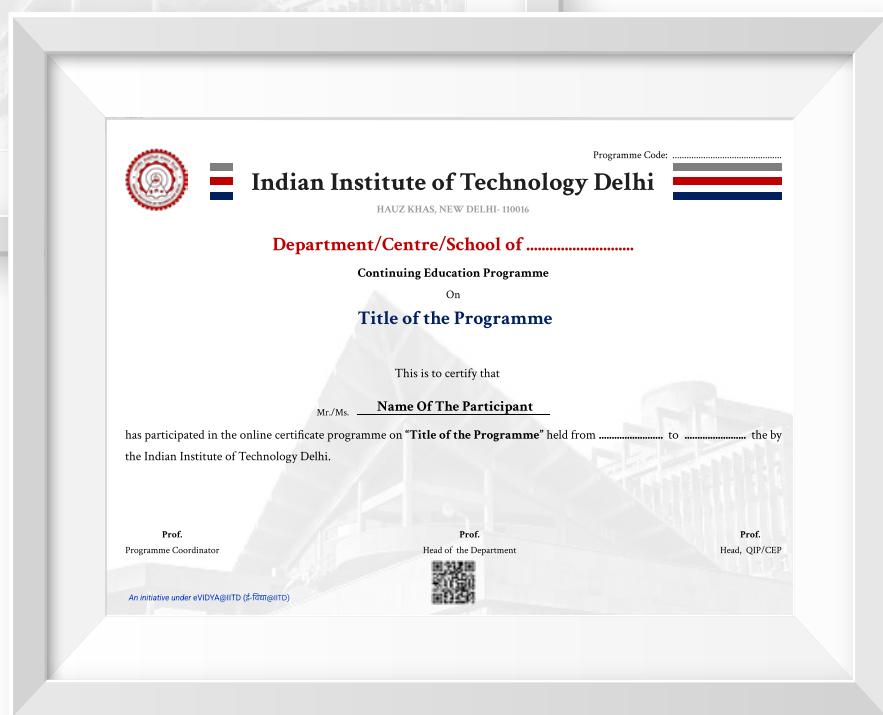 Programme Code: ........................................
Indian Institute of Technology Delhi
HAUZ KHAS, NEW DELHI- 110016
Department/Centre/School of ...........................
Continuing Education Programme
On
Title of the Programme
This is to certify that
Mr./Ms. Name Of The Participant
has participated in the online certificate programme on “Title of the Programme” held from ........................ to ....................... the by
the Indian Institute of Technology Delhi.
Prof. Prof. Prof.
Programme Coordinator Head of the Department Head, QIP/CEP
An initiative under eVIDYA@IITD (ई-विद्या@IITD)